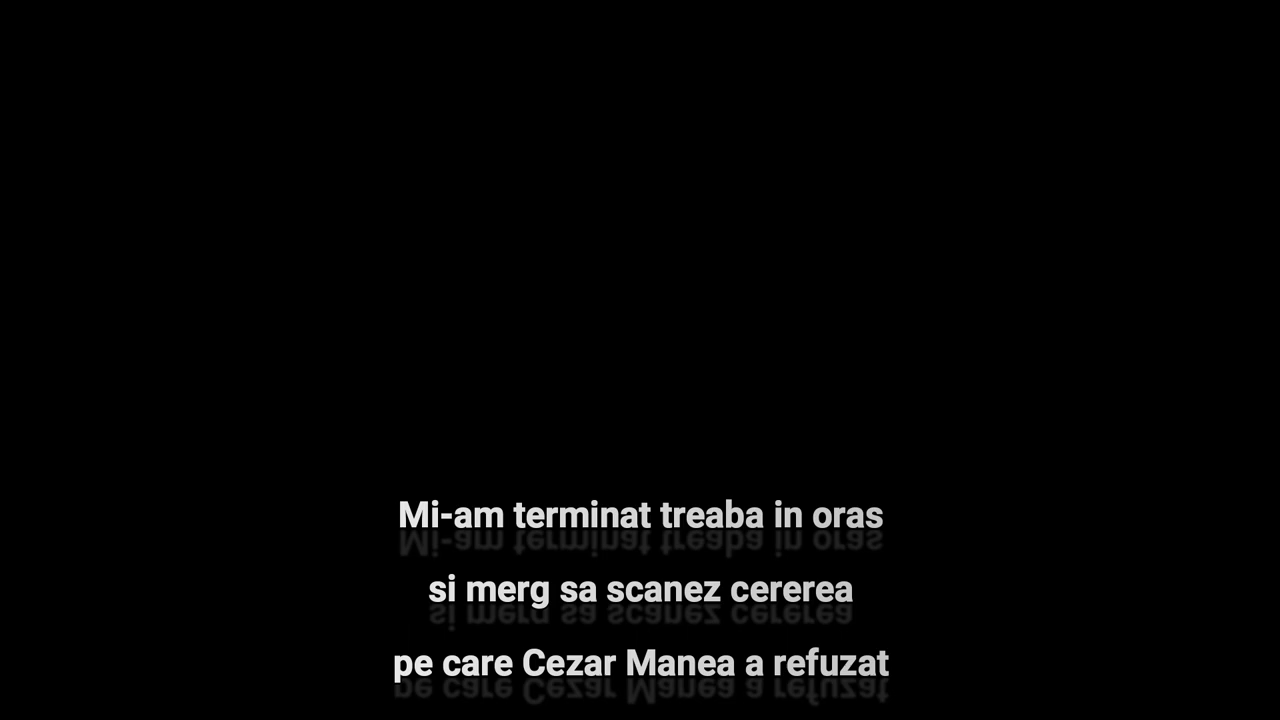 Mi-am terminat treaba in oras
si merg sa scanez cererea
pe care Cezar Manea a refuzat